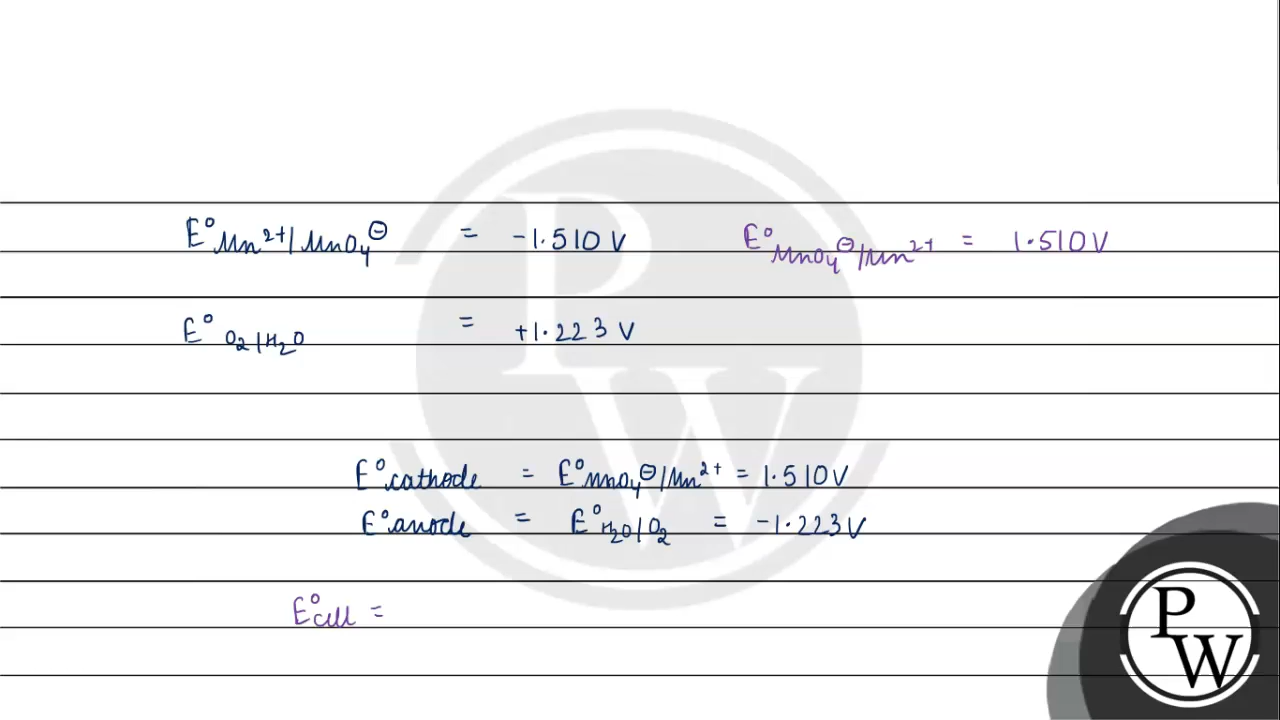 E° Mn²⁺/MnO₄⊖ = -1.510 V E° MnO₄⊖/Mn²⁺ = 1.510 V
E° O₂/H₂O = +1.223 V
E°cathode = E° MnO₄⊖/Mn²⁺ = 1.510 V
E°anode = E° H₂O/O₂ = -1.223 V
E°cell =
P
W
P
W